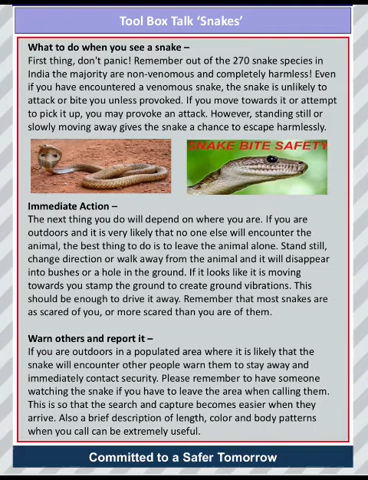 Tool Box Talk ‘Snakes’
What to do when you see a snake –
First thing, don't panic! Remember out of the 270 snake species in
India the majority are non-venomous and completely harmless! Even
if you have encountered a venomous snake, the snake is unlikely to
attack or bite you unless provoked. If you move towards it or attempt
to pick it up, you may provoke an attack. However, standing still or
slowly moving away gives the snake a chance to escape harmlessly.
SNAKE BITE SAFETY
Immediate Action –
The next thing you do will depend on where you are. If you are
outdoors and it is very likely that no one else will encounter the
animal, the best thing to do is to leave the animal alone. Stand still,
change direction or walk away from the animal and it will disappear
into bushes or a hole in the ground. If it looks like it is moving
towards you stamp the ground to create ground vibrations. This
should be enough to drive it away. Remember that most snakes are
as scared of you, or more scared than you are of them.
Warn others and report it –
If you are outdoors in a populated area where it is likely that the
snake will encounter other people warn them to stay away and
immediately contact security. Please remember to have someone
watching the snake if you have to leave the area when calling them.
This is so that the search and capture becomes easier when they
arrive. Also a brief description of length, color and body patterns
when you call can be extremely useful.
Committed to a Safer Tomorrow